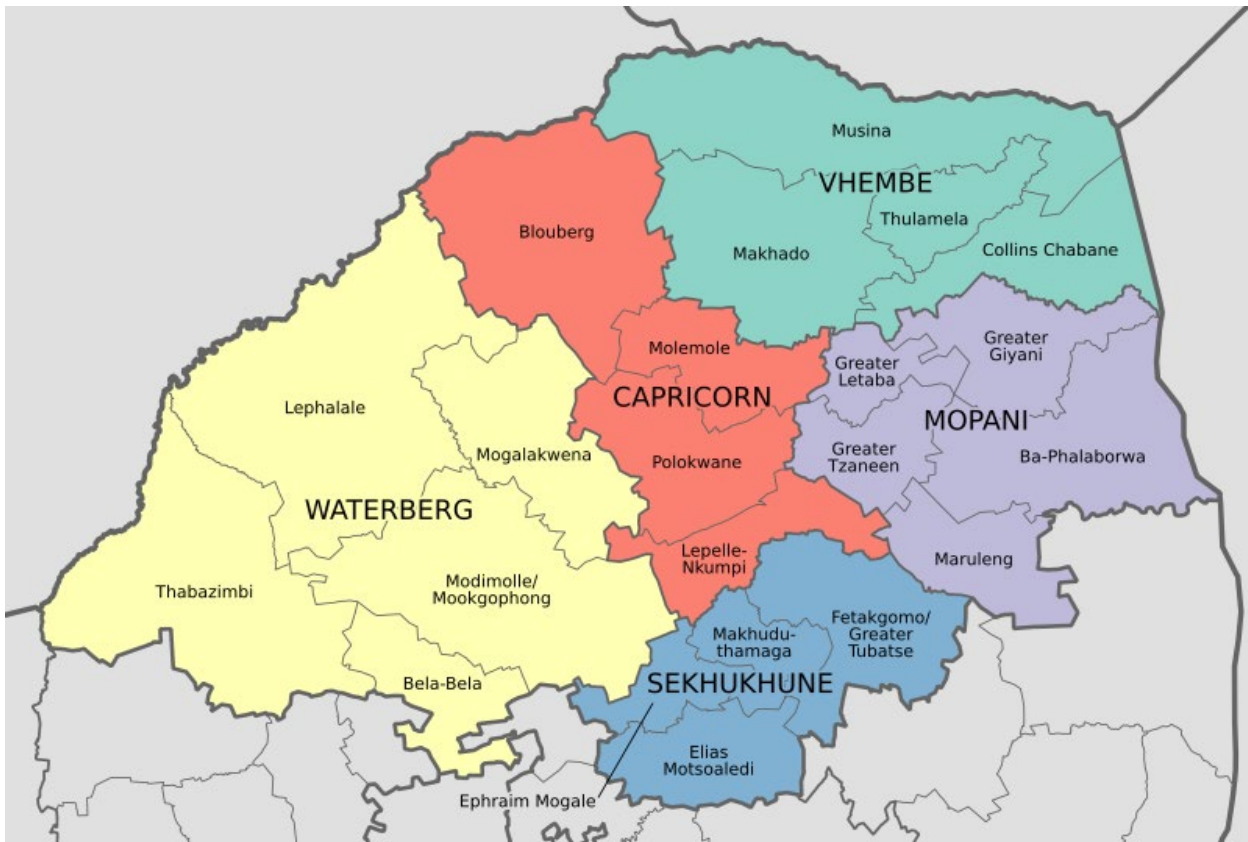 Musina
VHEMBE
Thulamela
Blouberg
Makhado
Collins Chabane
Molemole
Greater
Giyani
Greater
Letaba
CAPRICORN
Lephalale
MOPANI
Mogalakwena
Polokwane
Greater
Tzaneen
Ba-Phalaborwa
WATERBERG
Lepelle-
Nkumpi
Maruleng
Thabazimbi
Modimolle/
Mookgophong
Makhudu-
thamaga
Fetakgomo/
Greater
Tubatse
Bela-Bela
SEKHUKHUNE
Elias
Motsoaledi
Ephraim Mogale